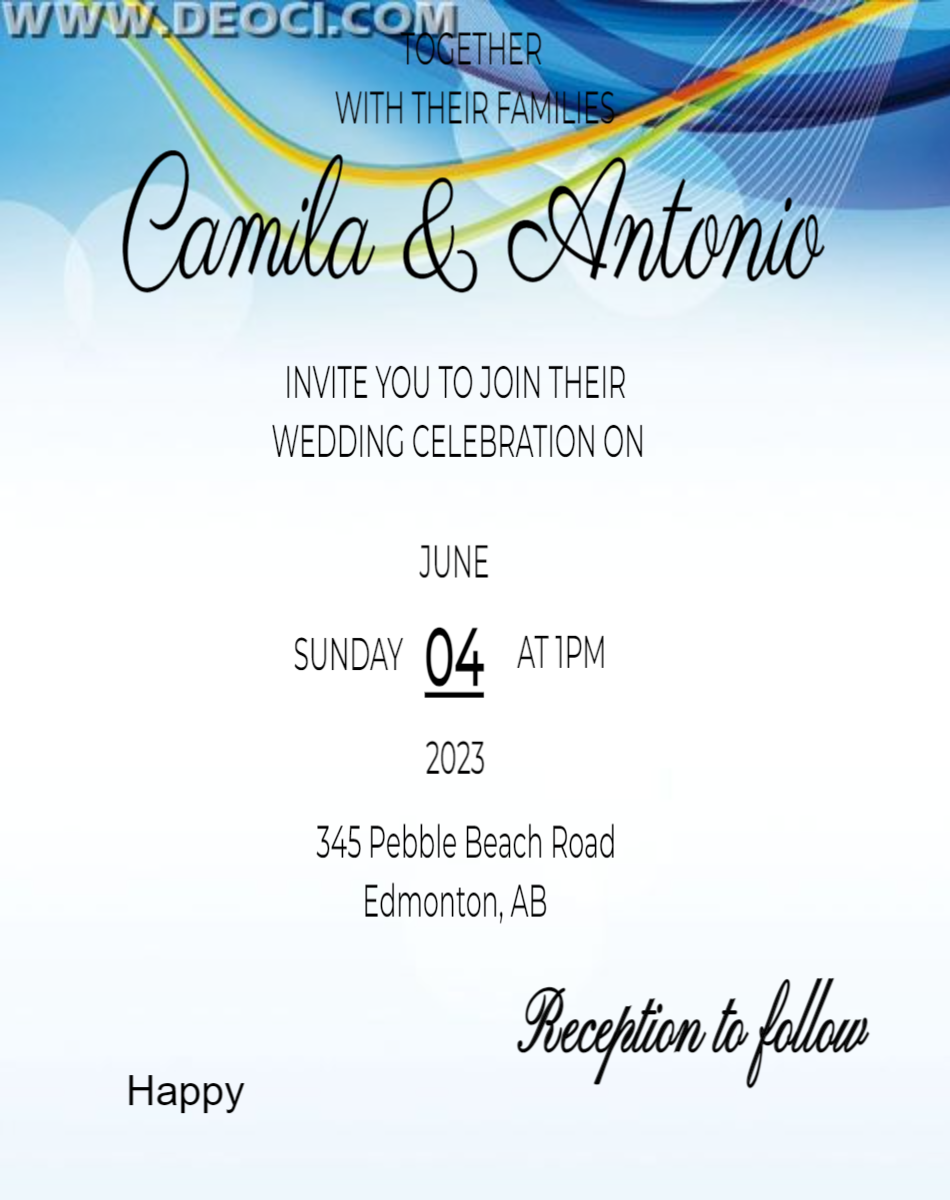 WWW.DEOCI.COM
TOGETHER
WITH THEIR FAMILIES
Camila & Antonio
INVITE YOU TO JOIN THEIR
WEDDING CELEBRATION ON
JUNE
SUNDAY 04 AT 1PM
2023
345 Pebble Beach Road
Edmonton, AB
Reception to follow
Happy